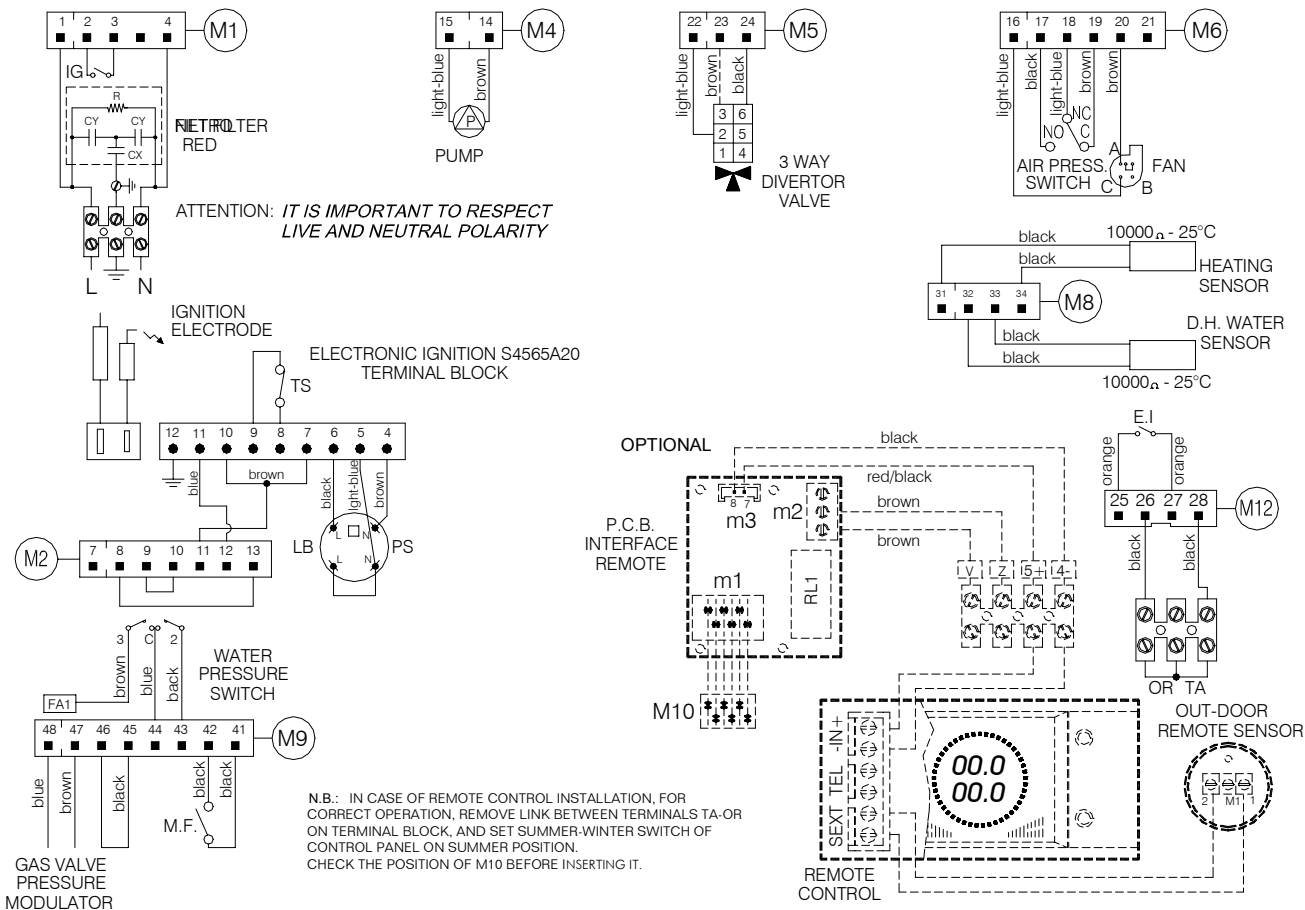 1 2 3 4
M1
IG
R
CY CY
CX
RED
ATTENTION: IT IS IMPORTANT TO RESPECT
LIVE AND NEUTRAL POLARITY
L N
15 14
M4
light-blue
brown
P
PUMP
22 23 24
M5
light-blue
brown
black
3 6
2 5
1 4
3 WAY
DIVERTOR
VALVE
16 17 18 19 20 21
M6
light-blue
black
light-blue
brown
brown
NC
NO C
A
AIR PRESS.
SWITCH
FAN
C B
10000Ω - 25°C
black
black
HEATING
SENSOR
31 32 33 34
M8
D.H. WATER
SENSOR
black
black
10000Ω - 25°C
IGNITION
ELECTRODE
ELECTRONIC IGNITION S4565A20
TERMINAL BLOCK
TS
12 11 10 9 8 7 6 5 4
blue
brown
black
light-blue
brown
LB L N PS
L N
M2
7 8 9 10 11 12 13
3 C 2
brown
blue
back
WATER
PRESSURE
SWITCH
FA1
48 47 46 45 44 43 42 41
M9
blue
brown
black
black
black
M.F.
GAS VALVE
PRESSURE
MODULATOR
N.B.: IN CASE OF REMOTE CONTROL INSTALLATION, FOR
CORRECT OPERATION, REMOVE LINK BETWEEN TERMINALS TA-OR
ON TERMINAL BLOCK, AND SET SUMMER-WINTER SWITCH OF
CONTROL PANEL ON SUMMER POSITION.
CHECK THE POSITION OF M10 BEFORE INSERTING IT.
OPTIONAL
black
red/black
brown
brown
8 7
m3
m2
P.C.B.
INTERFACE
REMOTE
m1
RL1
M10
V Z 5+ 4-
E.I
orange
orange
25 26 27 28
M12
black
black
OR TA
OUT-DOOR
REMOTE SENSOR
2 M1 1
-IN+
TEL
SEXT
00.0
00.0
REMOTE
CONTROL